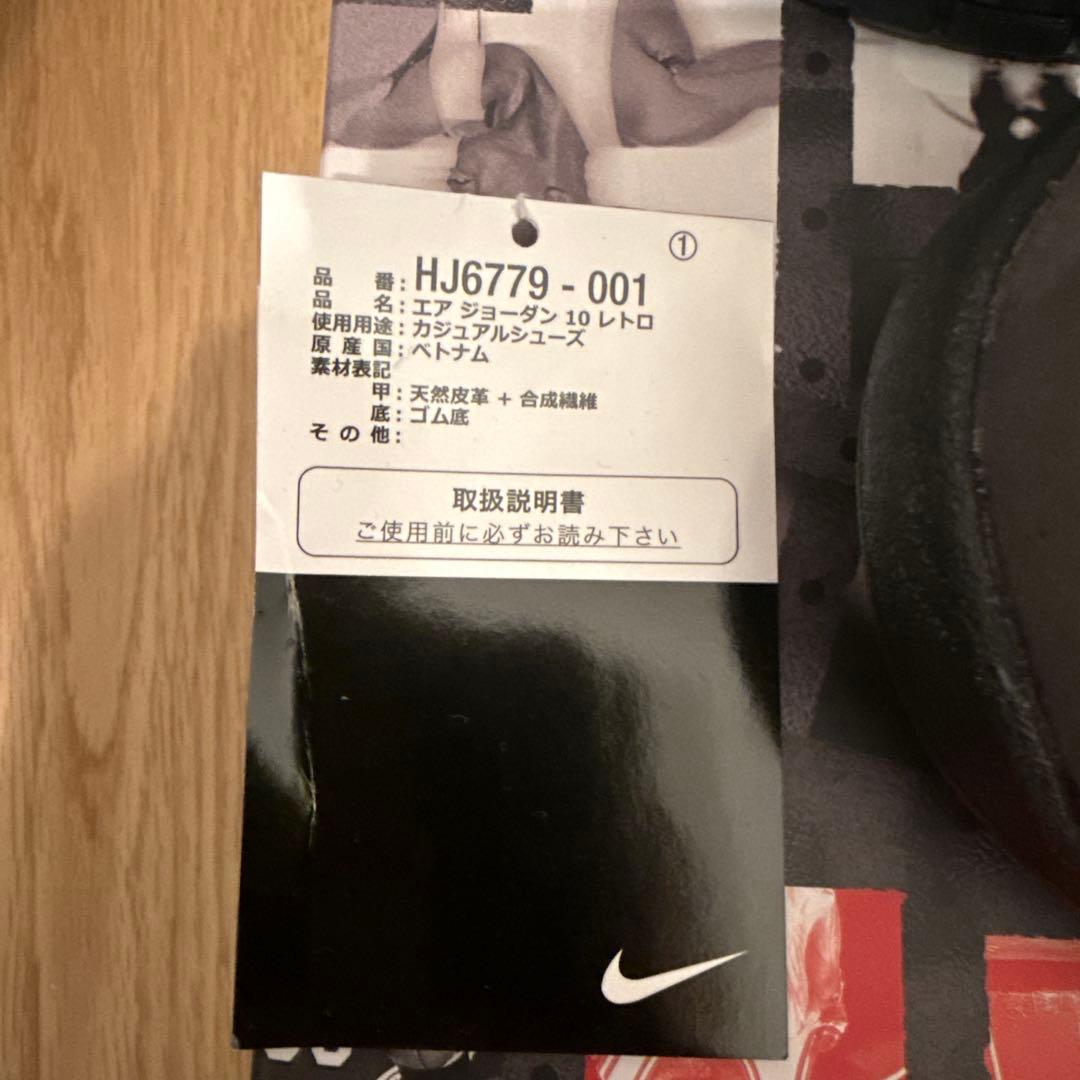 ①
品番:HJ6779 - 001
品名:エア ジョーダン 10 レトロ
使用用途:カジュアルシューズ
原産国:ベトナム
素材表記
甲:天然皮革 + 合成繊維
底:ゴム底
その他:
取扱説明書
ご使用前に必ずお読み下さい